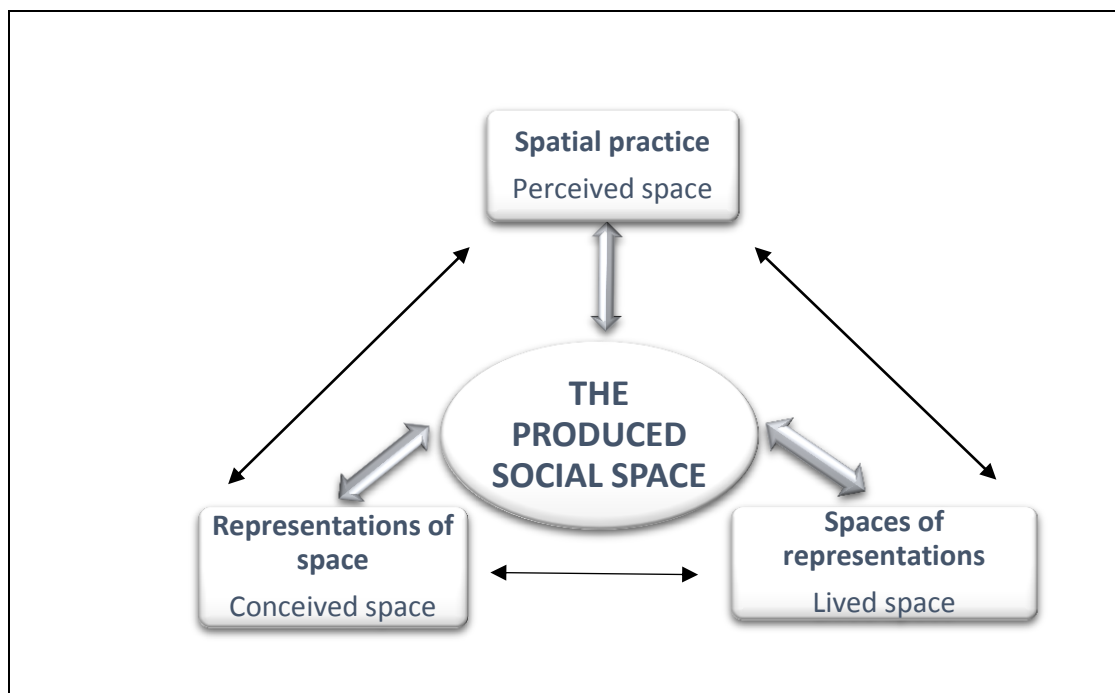 Spatial practice
Perceived space
THE
PRODUCED
SOCIAL SPACE
Representations of
space
Conceived space
Spaces of
representations
Lived space